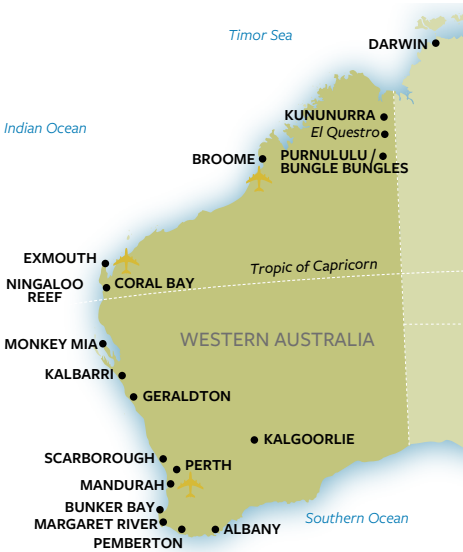 Timor Sea
DARWIN
Indian Ocean
KUNUNURRA
El Questro
BROOME
PURNULULU /
BUNGLE BUNGLES
EXMOUTH
Tropic of Capricorn
NINGALOO
REEF
CORAL BAY
MONKEY MIA
WESTERN AUSTRALIA
KALBARRI
GERALDTON
KALGOORLIE
SCARBOROUGH
PERTH
MANDURAH
BUNKER BAY
MARGARET RIVER
PEMBERTON
ALBANY
Southern Ocean